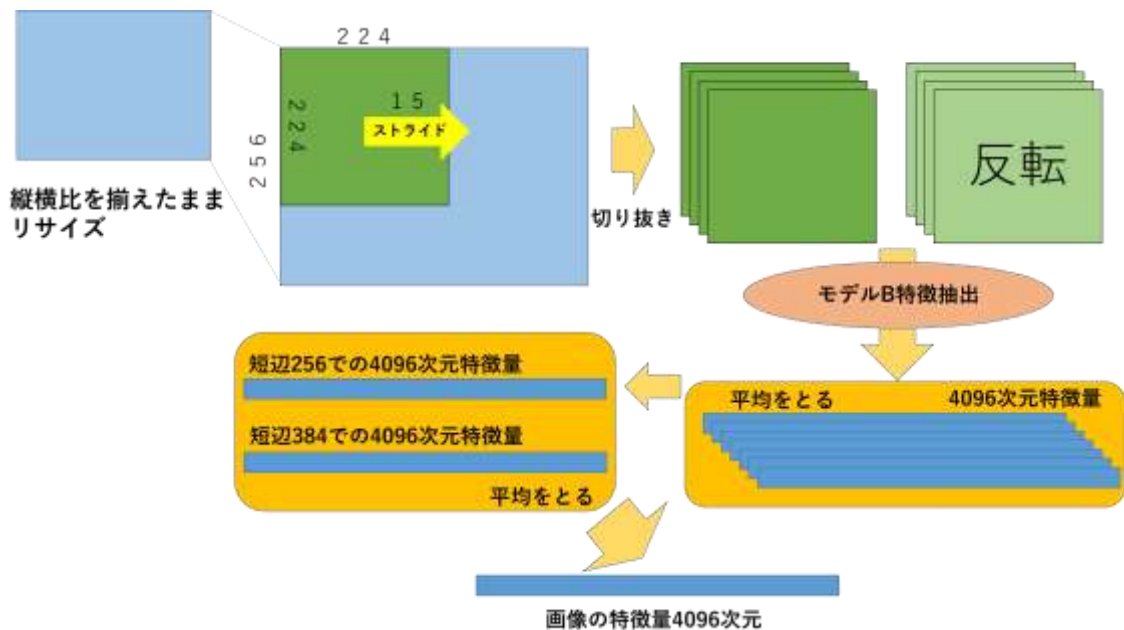 縦横比を揃えたまま
リサイズ
224
224
256
15
ストライド
切り抜き
反転
モデルB特徴抽出
平均をとる
4096次元特徴量
短辺256での4096次元特徴量
短辺384での4096次元特徴量
平均をとる
画像の特徴量4096次元